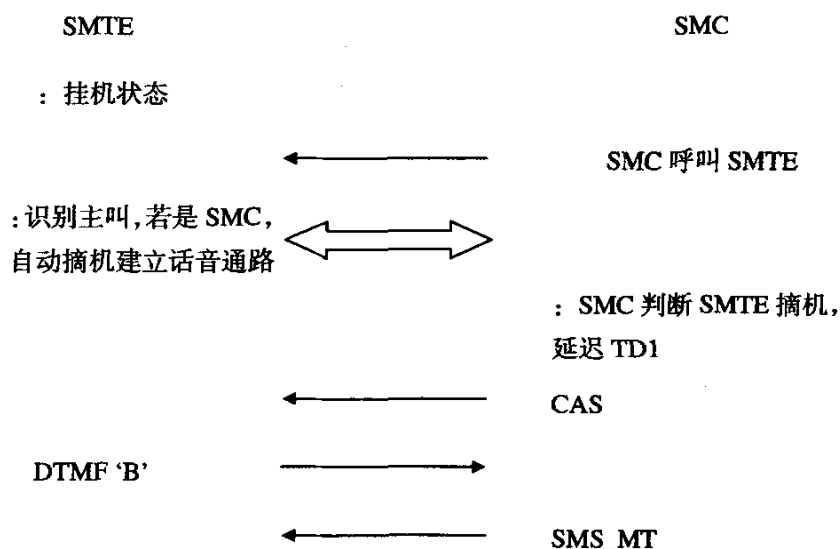 SMTE
SMC
：挂机状态
SMC 呼叫 SMTE
：识别主叫，若是 SMC，
自动摘机建立话音通路
：SMC 判断 SMTE 摘机，
延迟 TD1
CAS
DTMF ‘B’
SMS_MT